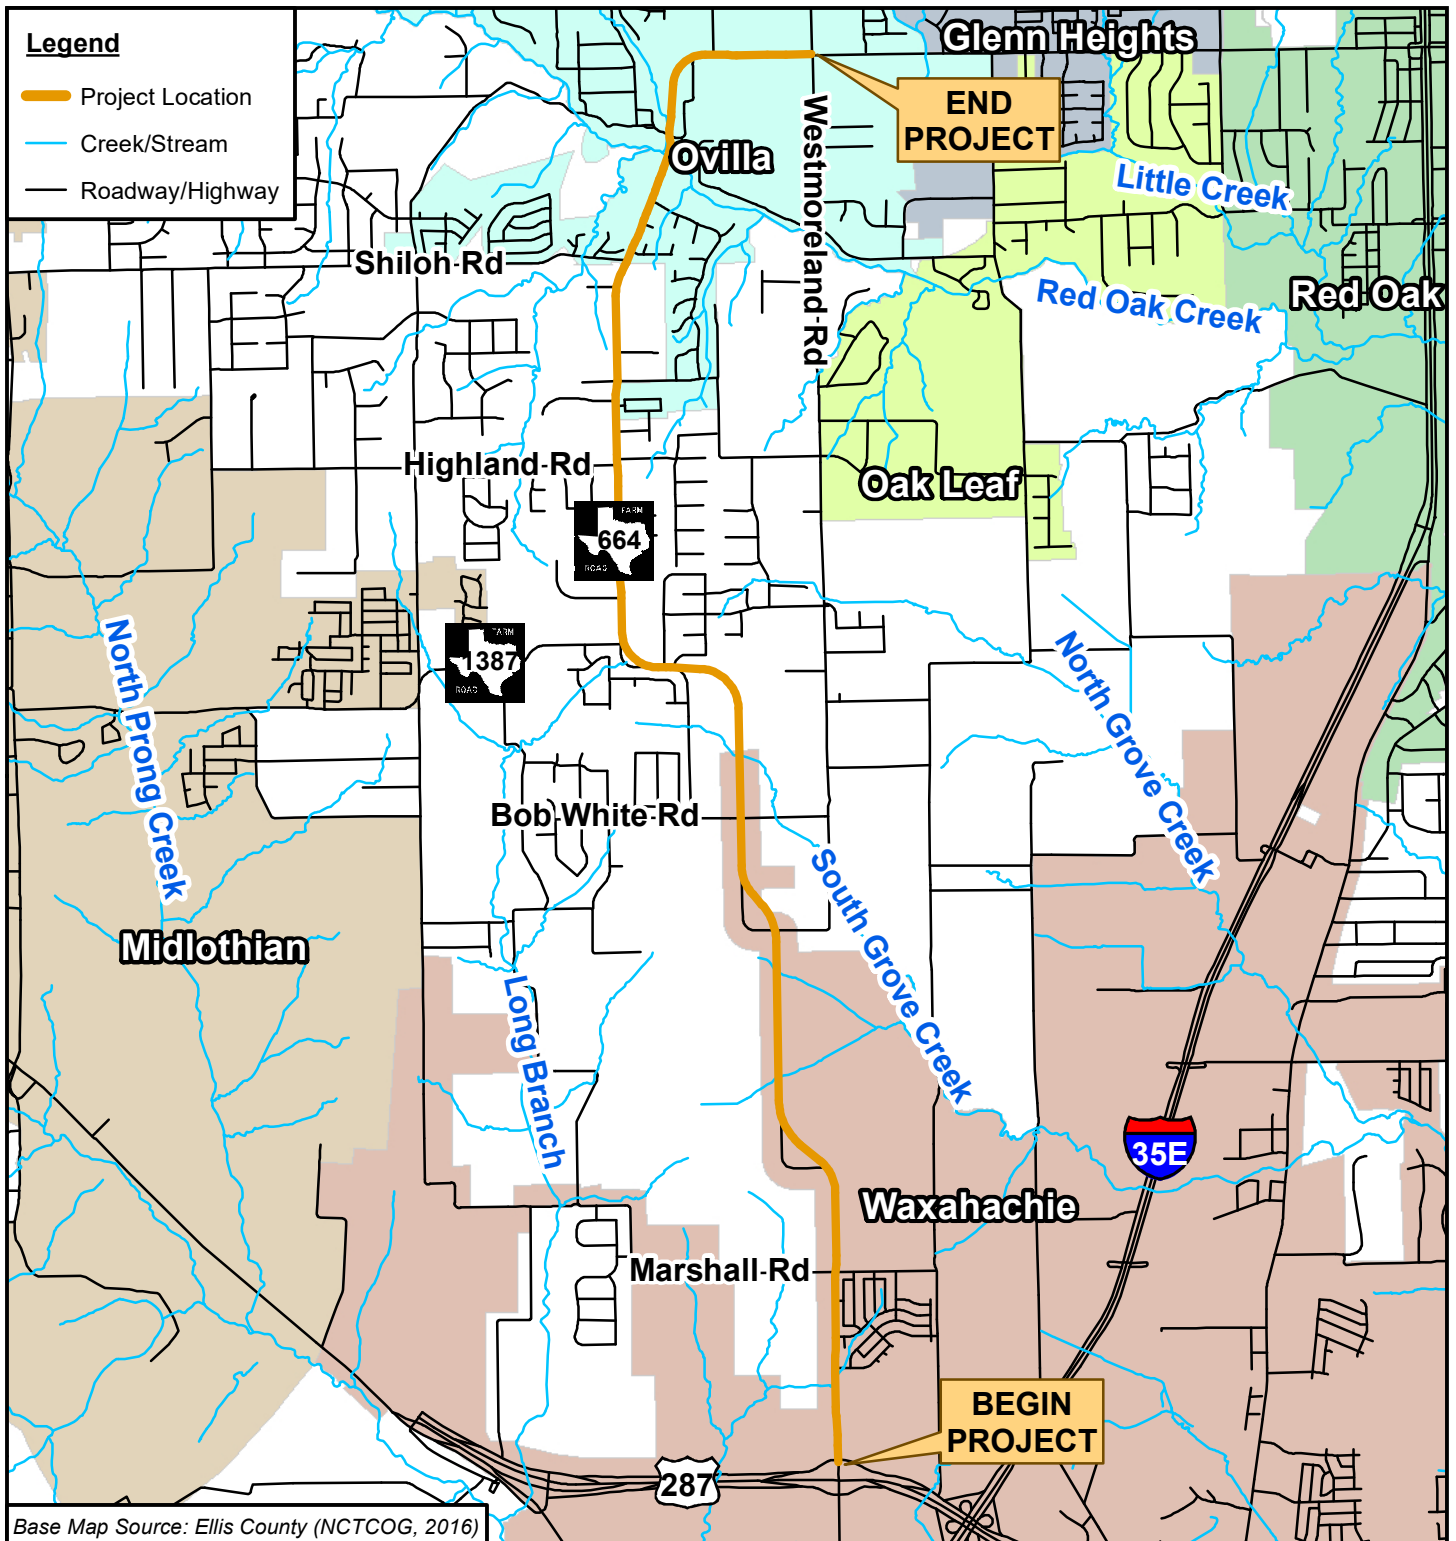 Legend
Project Location
Creek/Stream
Roadway/Highway
Glenn Heights
END
PROJECT
Westmoreland Rd
Ovilla
Little Creek
Shiloh Rd
Red Oak Creek
Red Oak
Highland Rd
Oak Leaf
FARM
664
ROAD
FARM
1387
ROAD
North Prong Creek
North Grove Creek
Bob White Rd
South Grove Creek
Midlothian
Long Branch
35E
Waxahachie
Marshall Rd
BEGIN
PROJECT
287
Base Map Source: Ellis County (NCTCOG, 2016)